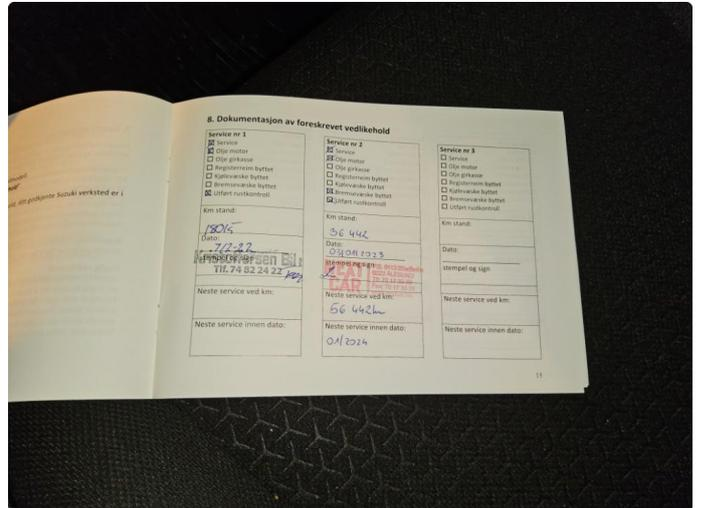 8. Dokumentasjon av foreskrevet vedlikehold
Service nr 1
Service
Olje motor
Olje girkasse
Registerreim byttet
Kjølevæske byttet
Bremsevæske byttet
Utført rustkontroll
Km stand:
Dato:
7/2-22
stempel og sign
Tlf. 74 82 24 22
Neste service ved km:
Neste service innen dato:
Service nr 2
Service
Olje motor
Olje girkasse
Registerreim byttet
Kjølevæske byttet
Bremsevæske byttet
Utført rustkontroll
Km stand:
36 442
Dato:
stempel og sign
CAR
Neste service ved km:
56 442km
Neste service innen dato:
01/2024
Service nr 3
Service
Olje motor
Olje girkasse
Registerreim byttet
Kjølevæske byttet
Bremsevæske byttet
Utført rustkontroll
Km stand:
Dato:
stempel og sign
Neste service ved km:
Neste service innen dato:
godkjente Suzuki verksted er i